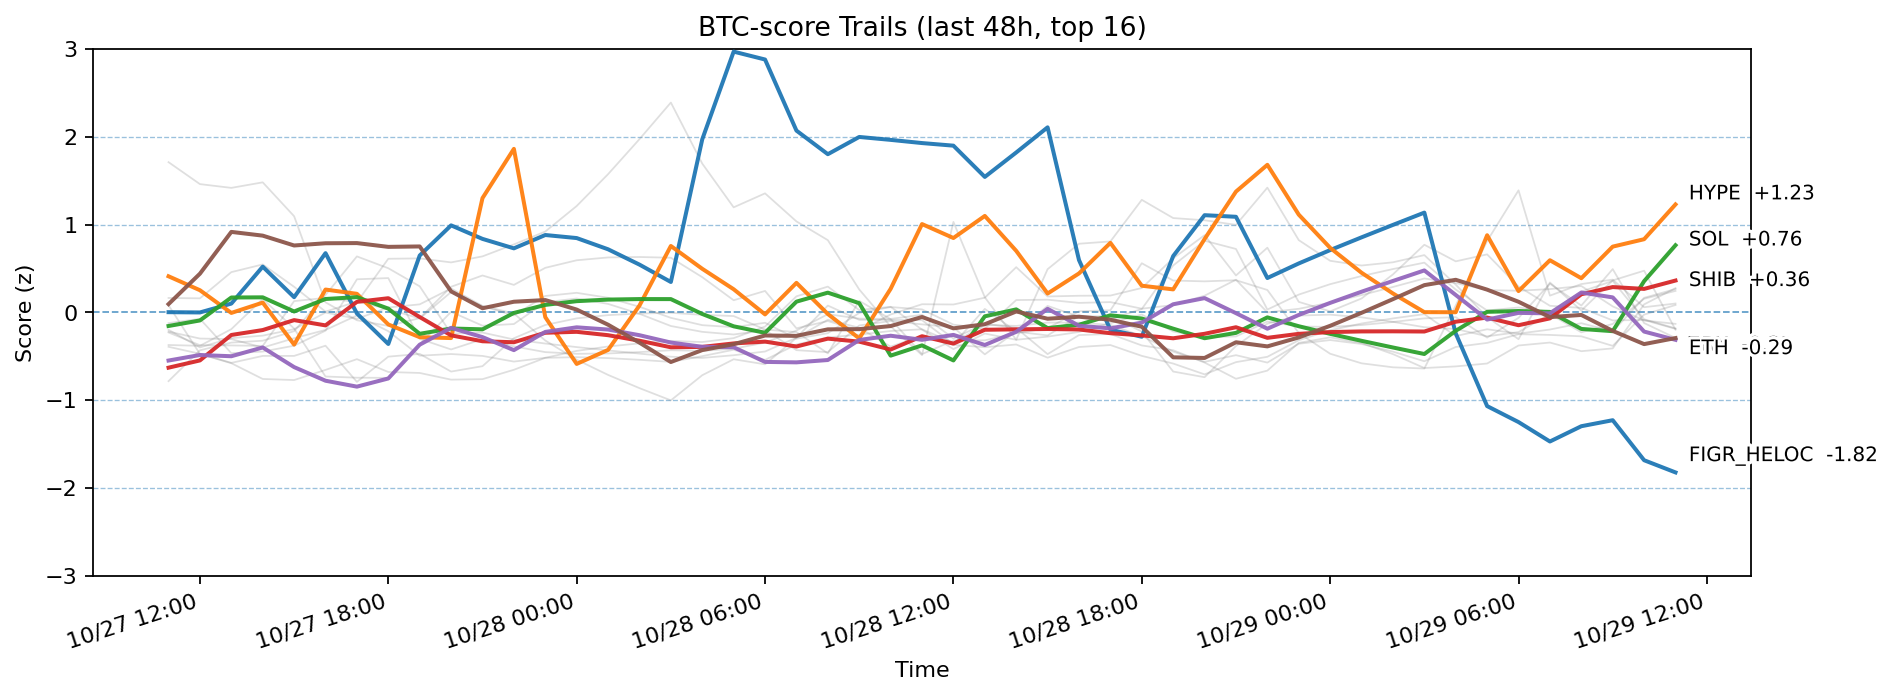 BTC-score Trails (last 48h, top 16)
Score (z)
3
2
1
0
−1
−2
−3
HYPE +1.23
SOL +0.76
SHIB +0.36
ETH -0.29
FIGR_HELOC -1.82
10/27 12:00
10/27 18:00
10/28 00:00
10/28 06:00
10/28 12:00
10/28 18:00
10/29 00:00
10/29 06:00
10/29 12:00
Time